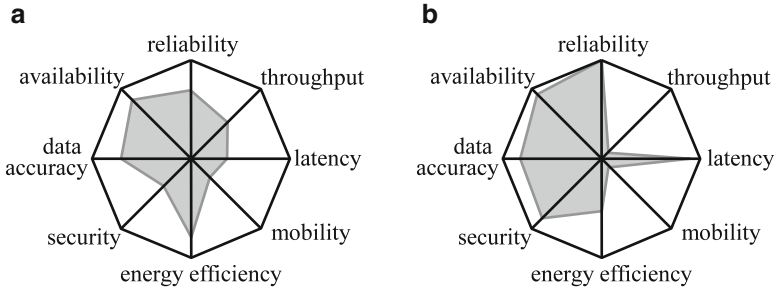 a
reliability
availability
throughput
data
accuracy
latency
security
mobility
energy efficiency
b
reliability
availability
throughput
data
accuracy
latency
security
mobility
energy efficiency